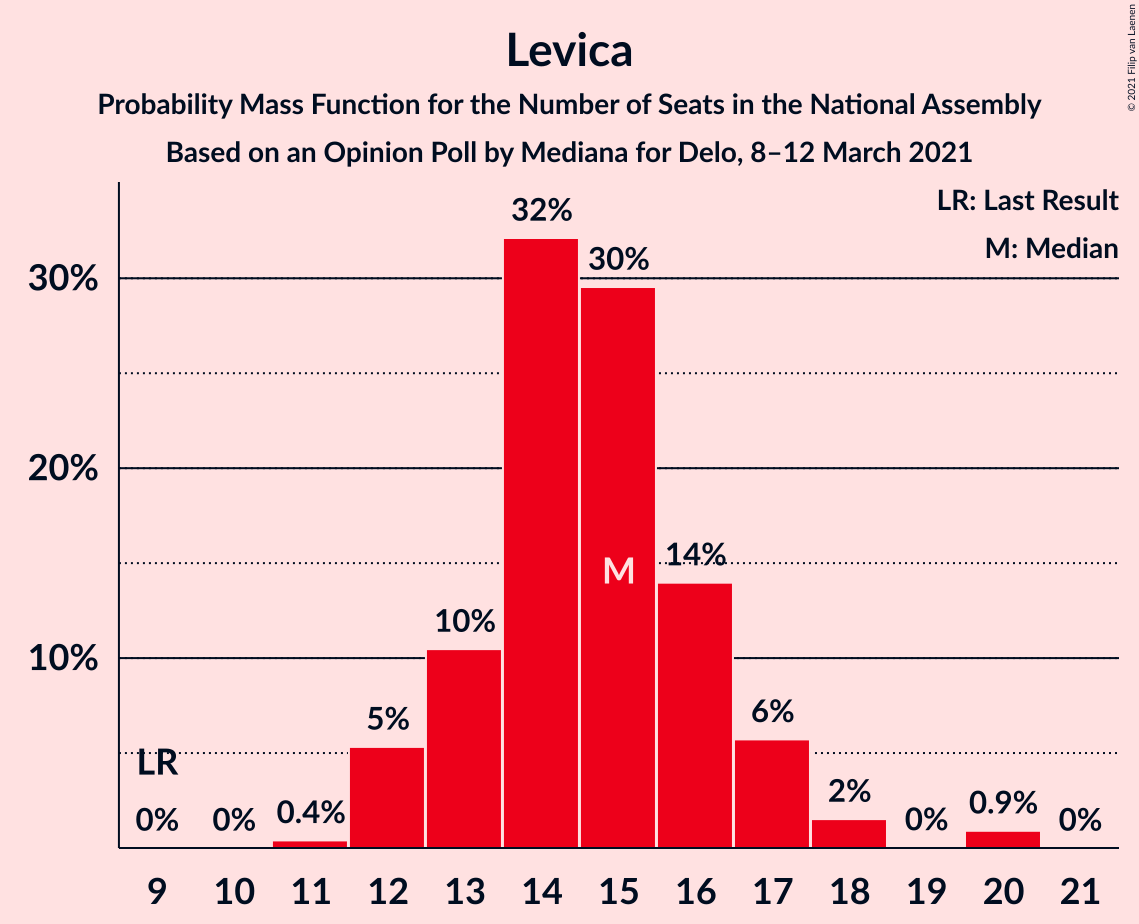 Levica
Probability Mass Function for the Number of Seats in the National Assembly
Based on an Opinion Poll by Mediana for Delo, 8–12 March 2021
© 2021 Filip van Laenen
LR: Last Result
M: Median
30%
20%
10%
LR
0%
0%
0.4%
5%
10%
32%
30%
M
14%
6%
2%
0%
0.9%
0%
9 10 11 12 13 14 15 16 17 18 19 20 21